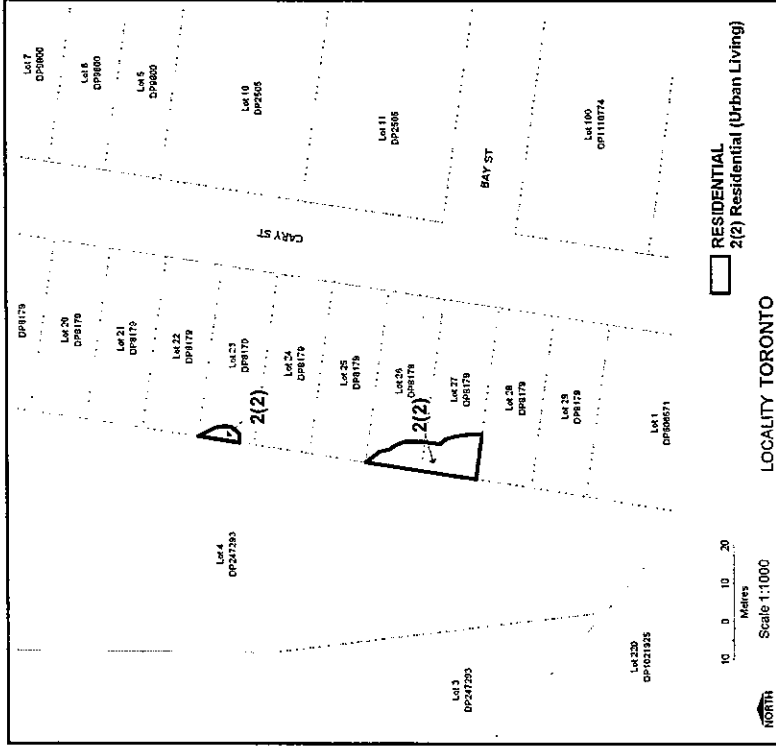 Lot 7
DP9800
Lot 6
DP9800
Lot 5
DP9800
Lot 10
DP2505
Lot 11
DP2505
BAY ST
Lot 100
DP1110774
CARY ST
DP8179
Lot 20
DP8179
Lot 21
DP8179
Lot 22
DP8179
Lot 23
DP8179
2(2)
Lot 24
DP8179
Lot 25
DP8179
Lot 26
DP8179
2(2)
Lot 27
DP8179
Lot 28
DP8179
Lot 29
DP8179
Lot 1
DP506571
Lot 4
DP247293
Lot 3
DP247293
Lot 220
DP1021925
RESIDENTIAL
2(2) Residential (Urban Living)
10 0 10 20
Metres
NORTH
Scale 1:1000
LOCALITY TORONTO